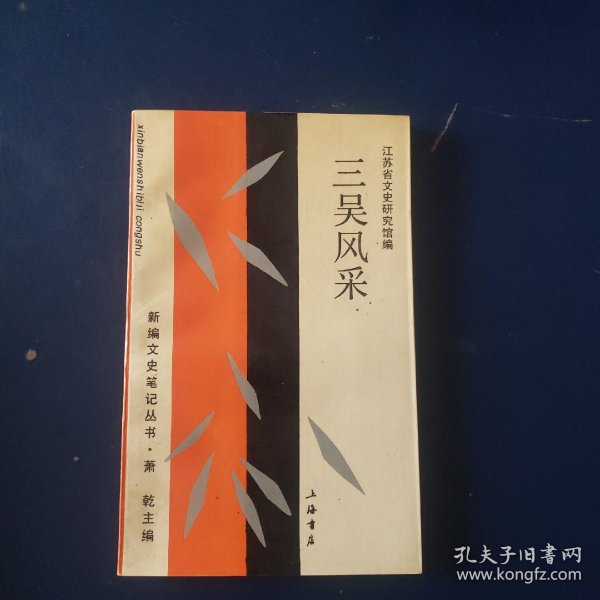 江苏省文史研究馆编
三吴风采
xinbianwenshibiji congshu
新编文史笔记丛书·萧 乾主编
上海书店
孔夫子旧书网
www.kongfz.com